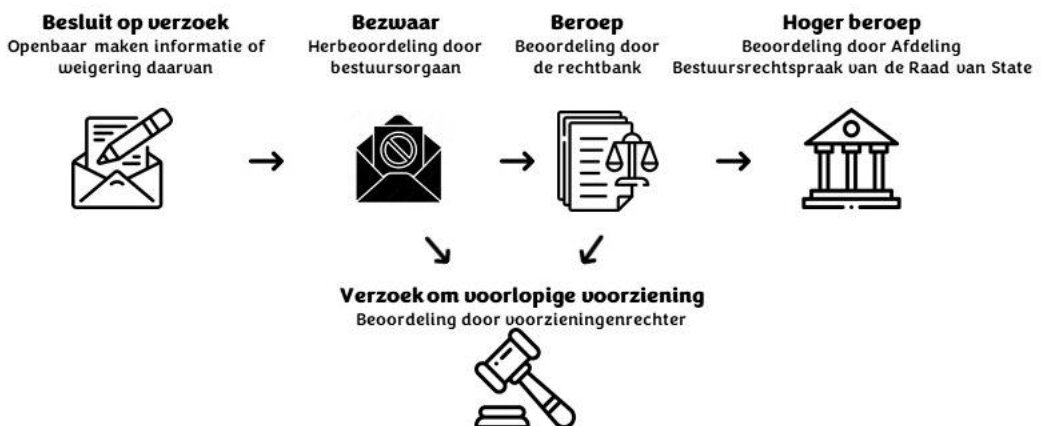 Besluit op verzoek
Openbaar maken informatie of
weigering daarvan
Bezwaar
Herbeoordeling door
bestuursorgaan
Beroep
Beoordeling door
de rechtbank
Hoger beroep
Beoordeling door Afdeling
Bestuursrechtspraak van de Raad van State
Verzoek om voorlopige voorziening
Beoordeling door voorzieningenrechter